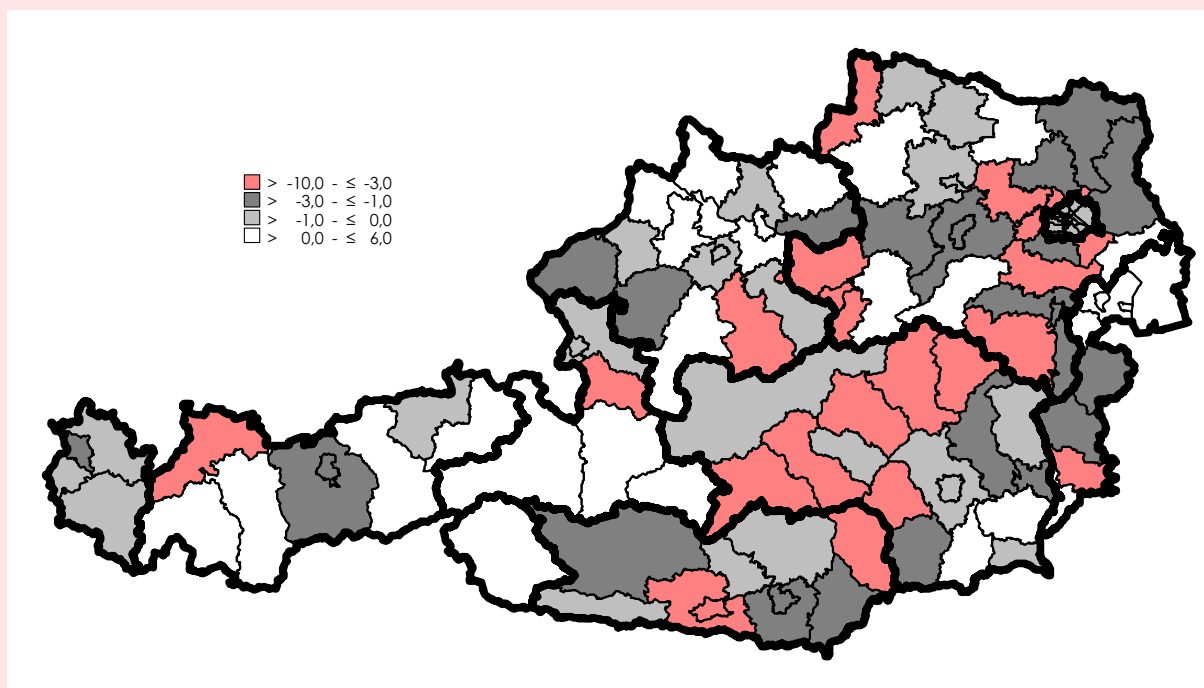 > -10,0 - ≤ -3,0
> -3,0 - ≤ -1,0
> -1,0 - ≤ 0,0
> 0,0 - ≤ 6,0